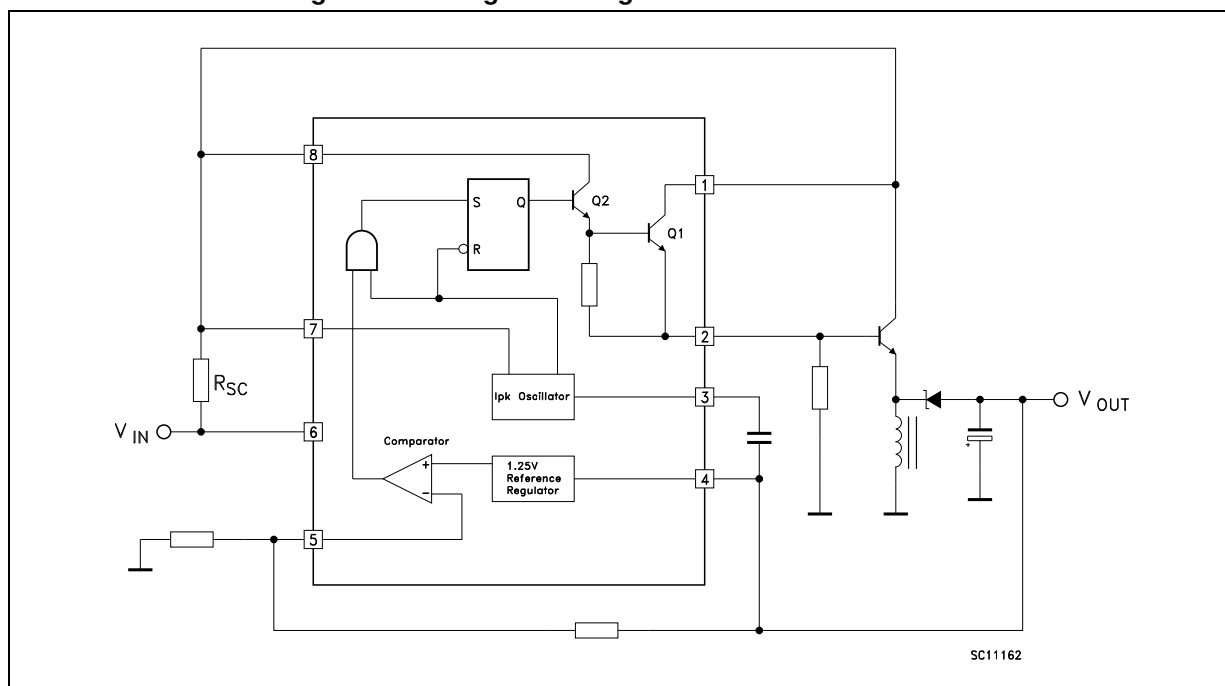 8
1
S
Q
Q2
Q1
R
7
2
RSC
Ipk Oscillator
3
VIN
6
VOUT
Comparator
+
1.25V
Reference
Regulator
4
−
+
5
SC11162